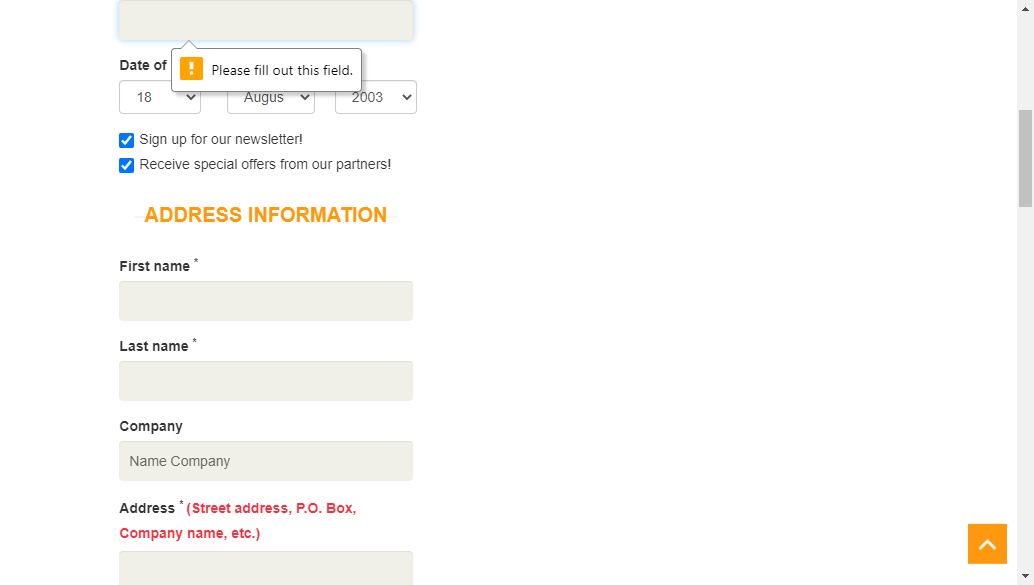 Please fill out this field.
Date of
18
Augus
2003
Sign up for our newsletter!
Receive special offers from our partners!
ADDRESS INFORMATION
First name *
Last name *
Company
Name Company
Address * (Street address, P.O. Box,
Company name, etc.)